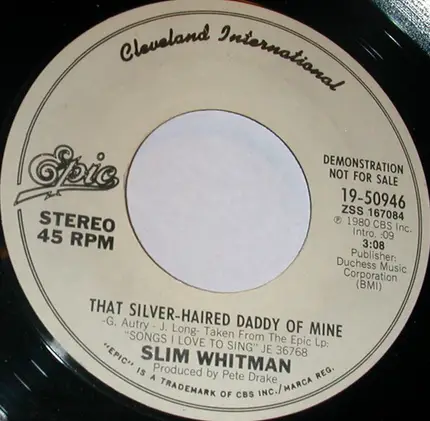 Cleveland International
Epic
STEREO
45 RPM
DEMONSTRATION
NOT FOR SALE
19-50946
ZSS 167084
℗ 1980 CBS Inc.
Intro. :09
3:08
Publisher:
Duchess Music
Corporation
(BMI)
THAT SILVER-HAIRED DADDY OF MINE
-G. Autry - J. Long- Taken From The Epic Lp:
"SONGS I LOVE TO SING" JE 36768
SLIM WHITMAN
Produced by Pete Drake
"EPIC" IS A TRADEMARK OF CBS INC./MARCA REG.